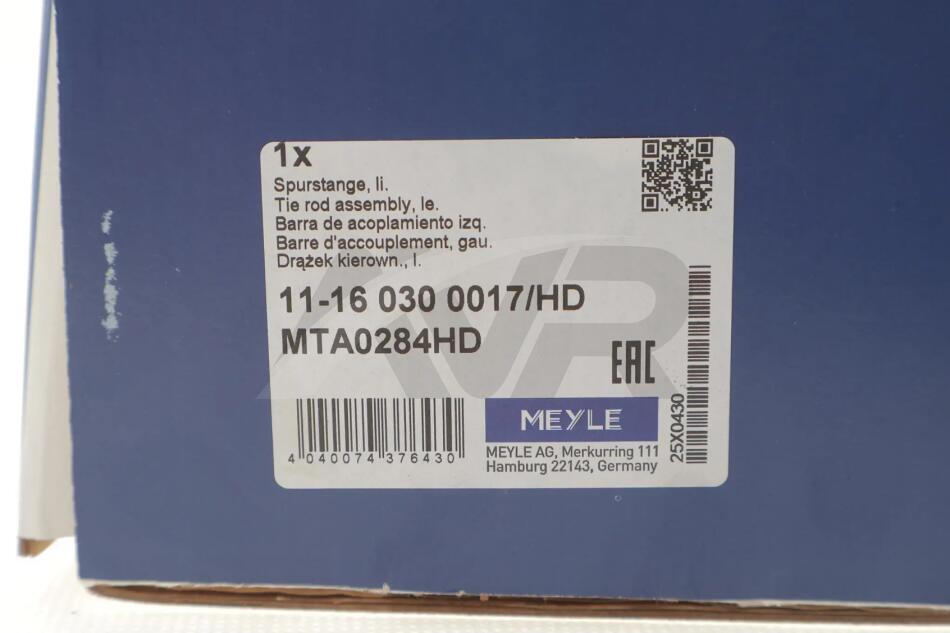 1x
Spurstange, li.
Tie rod assembly, le.
Barra de acoplamiento izq.
Barre d'accouplement, gau.
Drążek kierown., l.
11-16 030 0017/HD
MTA0284HD
EAC
4 040074 376430
MEYLE
MEYLE AG, Merkurring 111
Hamburg 22143, Germany
25X0430
AVR